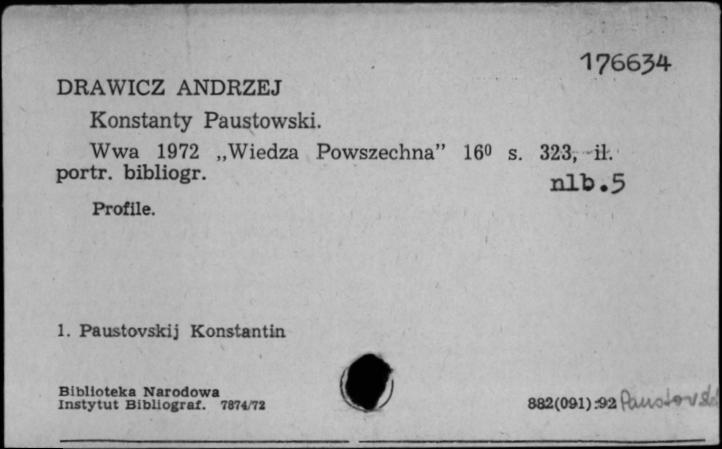 176634
DRAWICZ ANDRZEJ
Konstanty Paustowski.
Wwa 1972 „Wiedza Powszechna” 16⁰ s. 323, il.
portr. bibliogr.
nlb.5
Profile.
1. Paustovskij Konstantin
Biblioteka Narodowa
Instytut Bibliograf. 7874/72
882(091):92